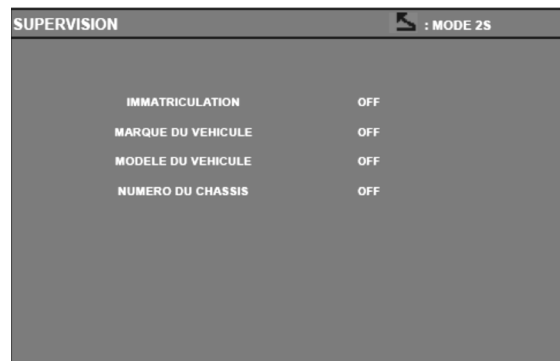 SUPERVISION : MODE 2S
IMMATRICULATION OFF
MARQUE DU VEHICULE OFF
MODELE DU VEHICULE OFF
NUMERO DU CHASSIS OFF